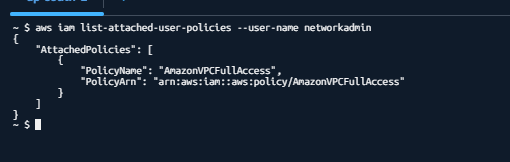 ~ $ aws iam list-attached-user-policies --user-name networkadmin
{
    "AttachedPolicies": [
        {
            "PolicyName": "AmazonVPCFullAccess",
            "PolicyArn": "arn:aws:iam::aws:policy/AmazonVPCFullAccess"
        }
    ]
}
~ $